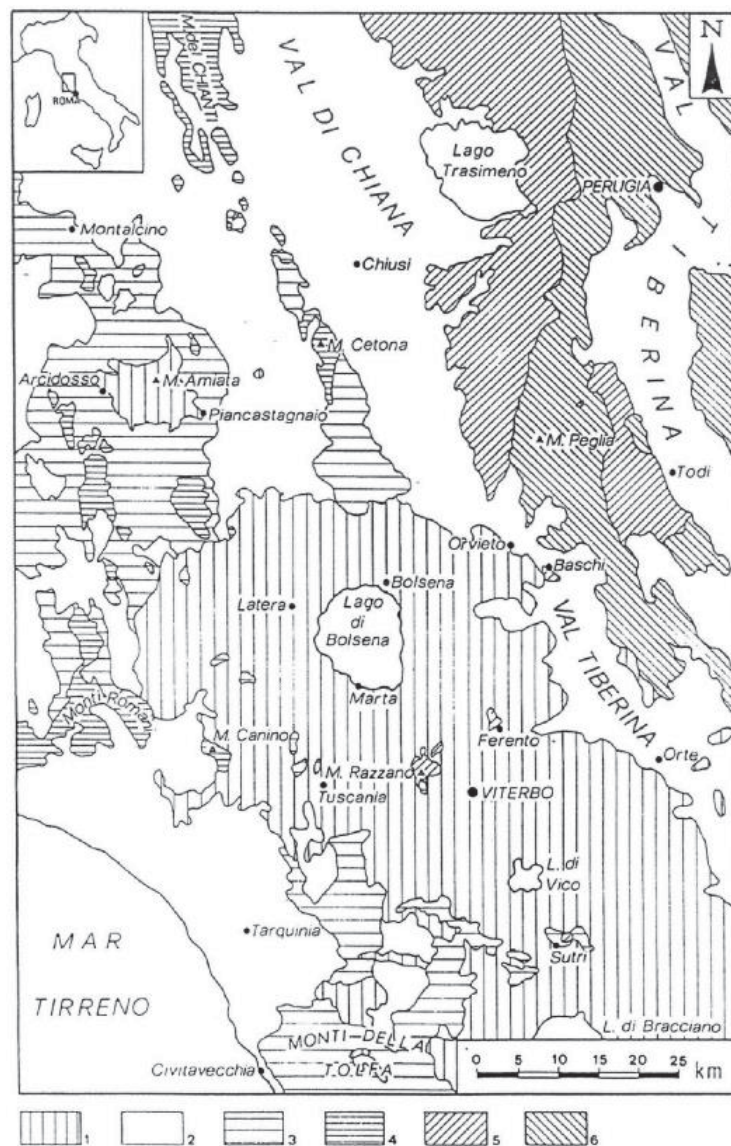 N
ROMA
M. dei CHIANTI
VAL DI CHIANA
Lago
Trasimeno
VAL TIBERINA
PERUGIA
Montalcino
Chiusi
M. Cetona
Arcidosso
M. Amiata
Piancastagnaio
M. Peglia
Todi
Orvieto
Baschi
Bolsena
Latera
Lago
di
Bolsena
VAL TIBERINA
Marta
Monti Romani
M. Canino
Ferento
Orte
M. Razzano
Tuscania
VITERBO
L. di
Vico
Tarquinia
Sutri
MAR
TIRRENO
L. di Bracciano
MONTI DELLA
TOLFA
Civitavecchia
0 5 10 15 20 25
km
1 2 3 4 5 6